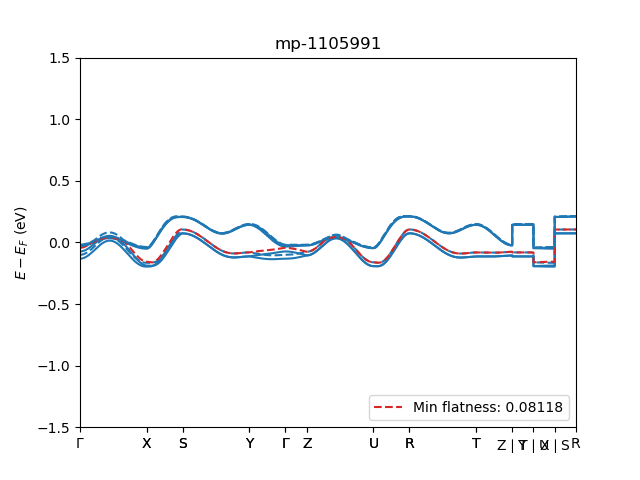 mp-1105991
E − E_F (eV)
1.5
1.0
0.5
0.0
−0.5
−1.0
−1.5
Min flatness: 0.08118
Γ X S Y Γ Z U R T Z | Y T | U X | S R